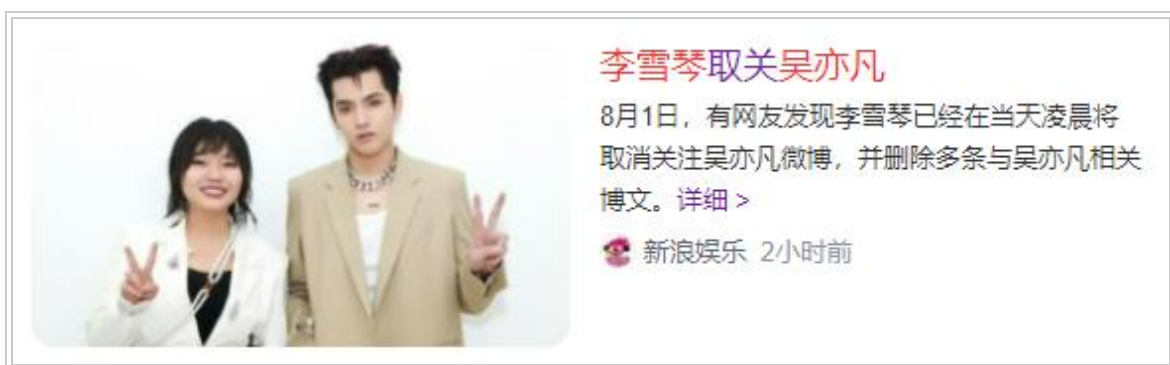 李雪琴取关吴亦凡
8月1日，有网友发现李雪琴已经在当天凌晨将
取消关注吴亦凡微博，并删除多条与吴亦凡相关
博文。详细 >
新浪娱乐 2小时前